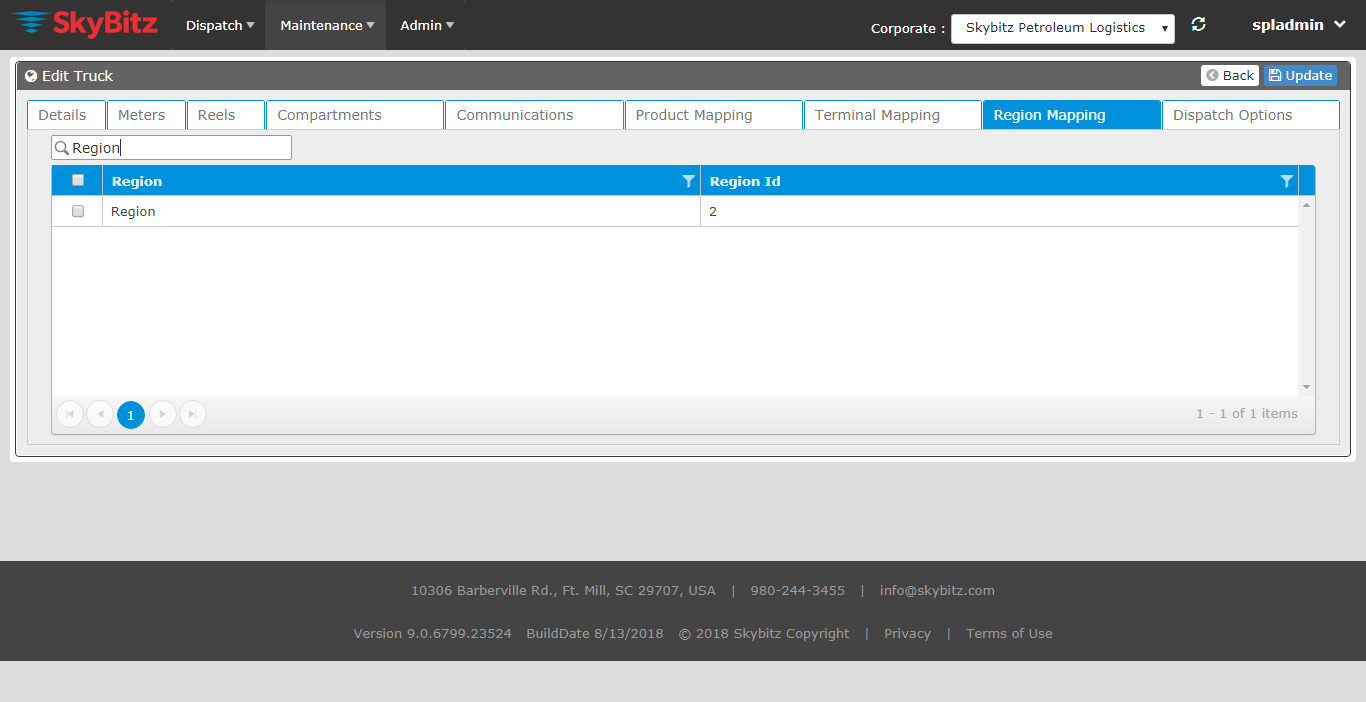 SkyBitz Dispatch Maintenance Admin Corporate : Skybitz Petroleum Logistics spladmin
Edit Truck Back Update
Details Meters Reels Compartments Communications Product Mapping Terminal Mapping Region Mapping Dispatch Options
Region
Region Region Id
Region 2
1 1 - 1 of 1 items
10306 Barberville Rd., Ft. Mill, SC 29707, USA | 980-244-3455 | info@skybitz.com
Version 9.0.6799.23524 BuildDate 8/13/2018 © 2018 Skybitz Copyright | Privacy | Terms of Use